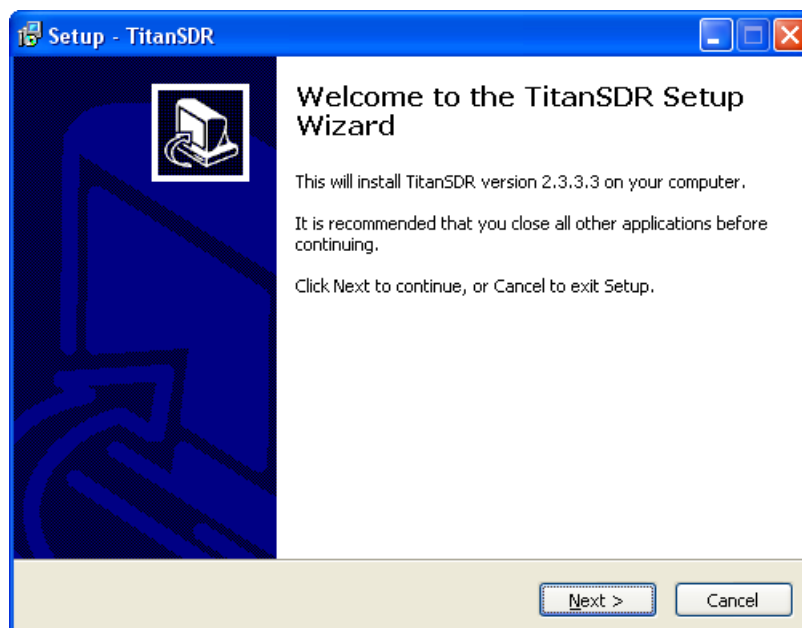 Setup - TitanSDR
Welcome to the TitanSDR Setup
Wizard
This will install TitanSDR version 2.3.3.3 on your computer.
It is recommended that you close all other applications before
continuing.
Click Next to continue, or Cancel to exit Setup.
Next >
Cancel